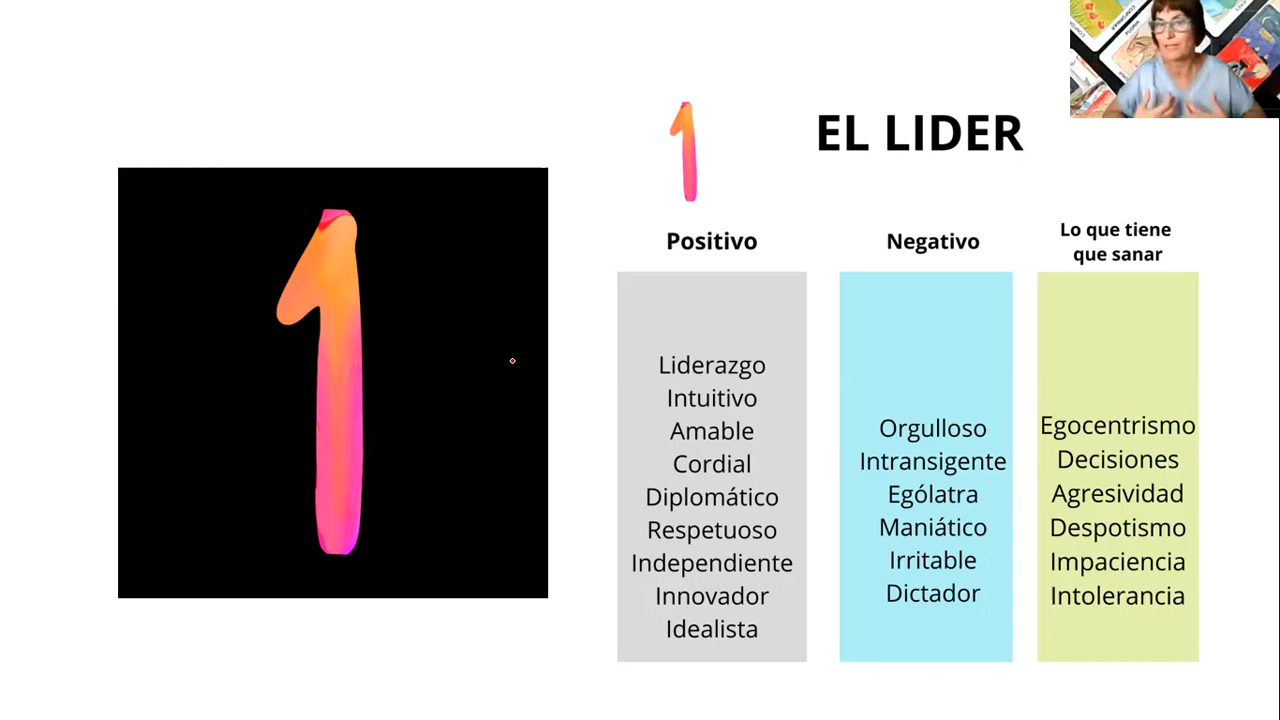 1
1
EL LIDER
Positivo
Liderazgo
Intuitivo
Amable
Cordial
Diplomático
Respetuoso
Independiente
Innovador
Idealista
Negativo
Orgulloso
Intransigente
Ególatra
Maniático
Irritable
Dictador
Lo que tiene
que sanar
Egocentrismo
Decisiones
Agresividad
Despotismo
Impaciencia
Intolerancia